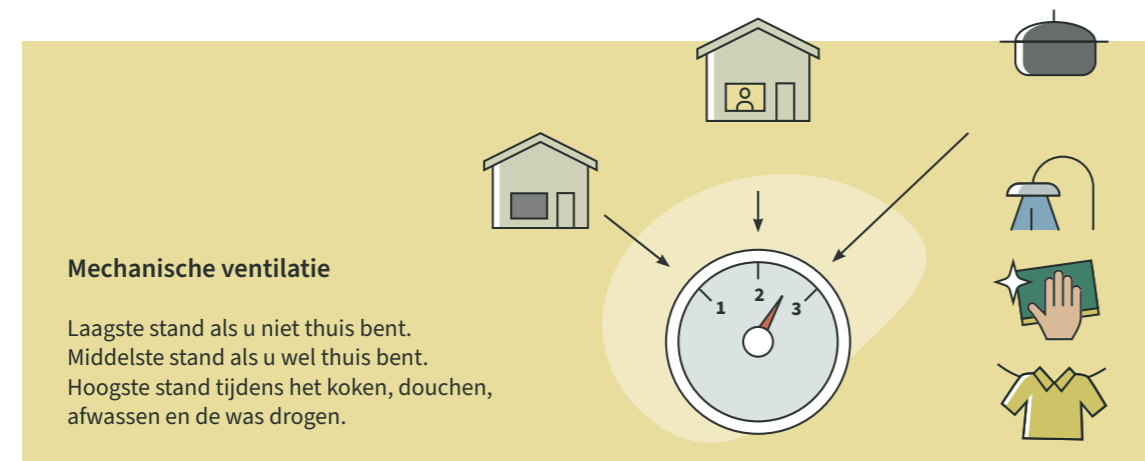 Mechanische ventilatie
Laagste stand als u niet thuis bent.
Middelste stand als u wel thuis bent.
Hoogste stand tijdens het koken, douchen,
afwassen en de was drogen.
1
2
3